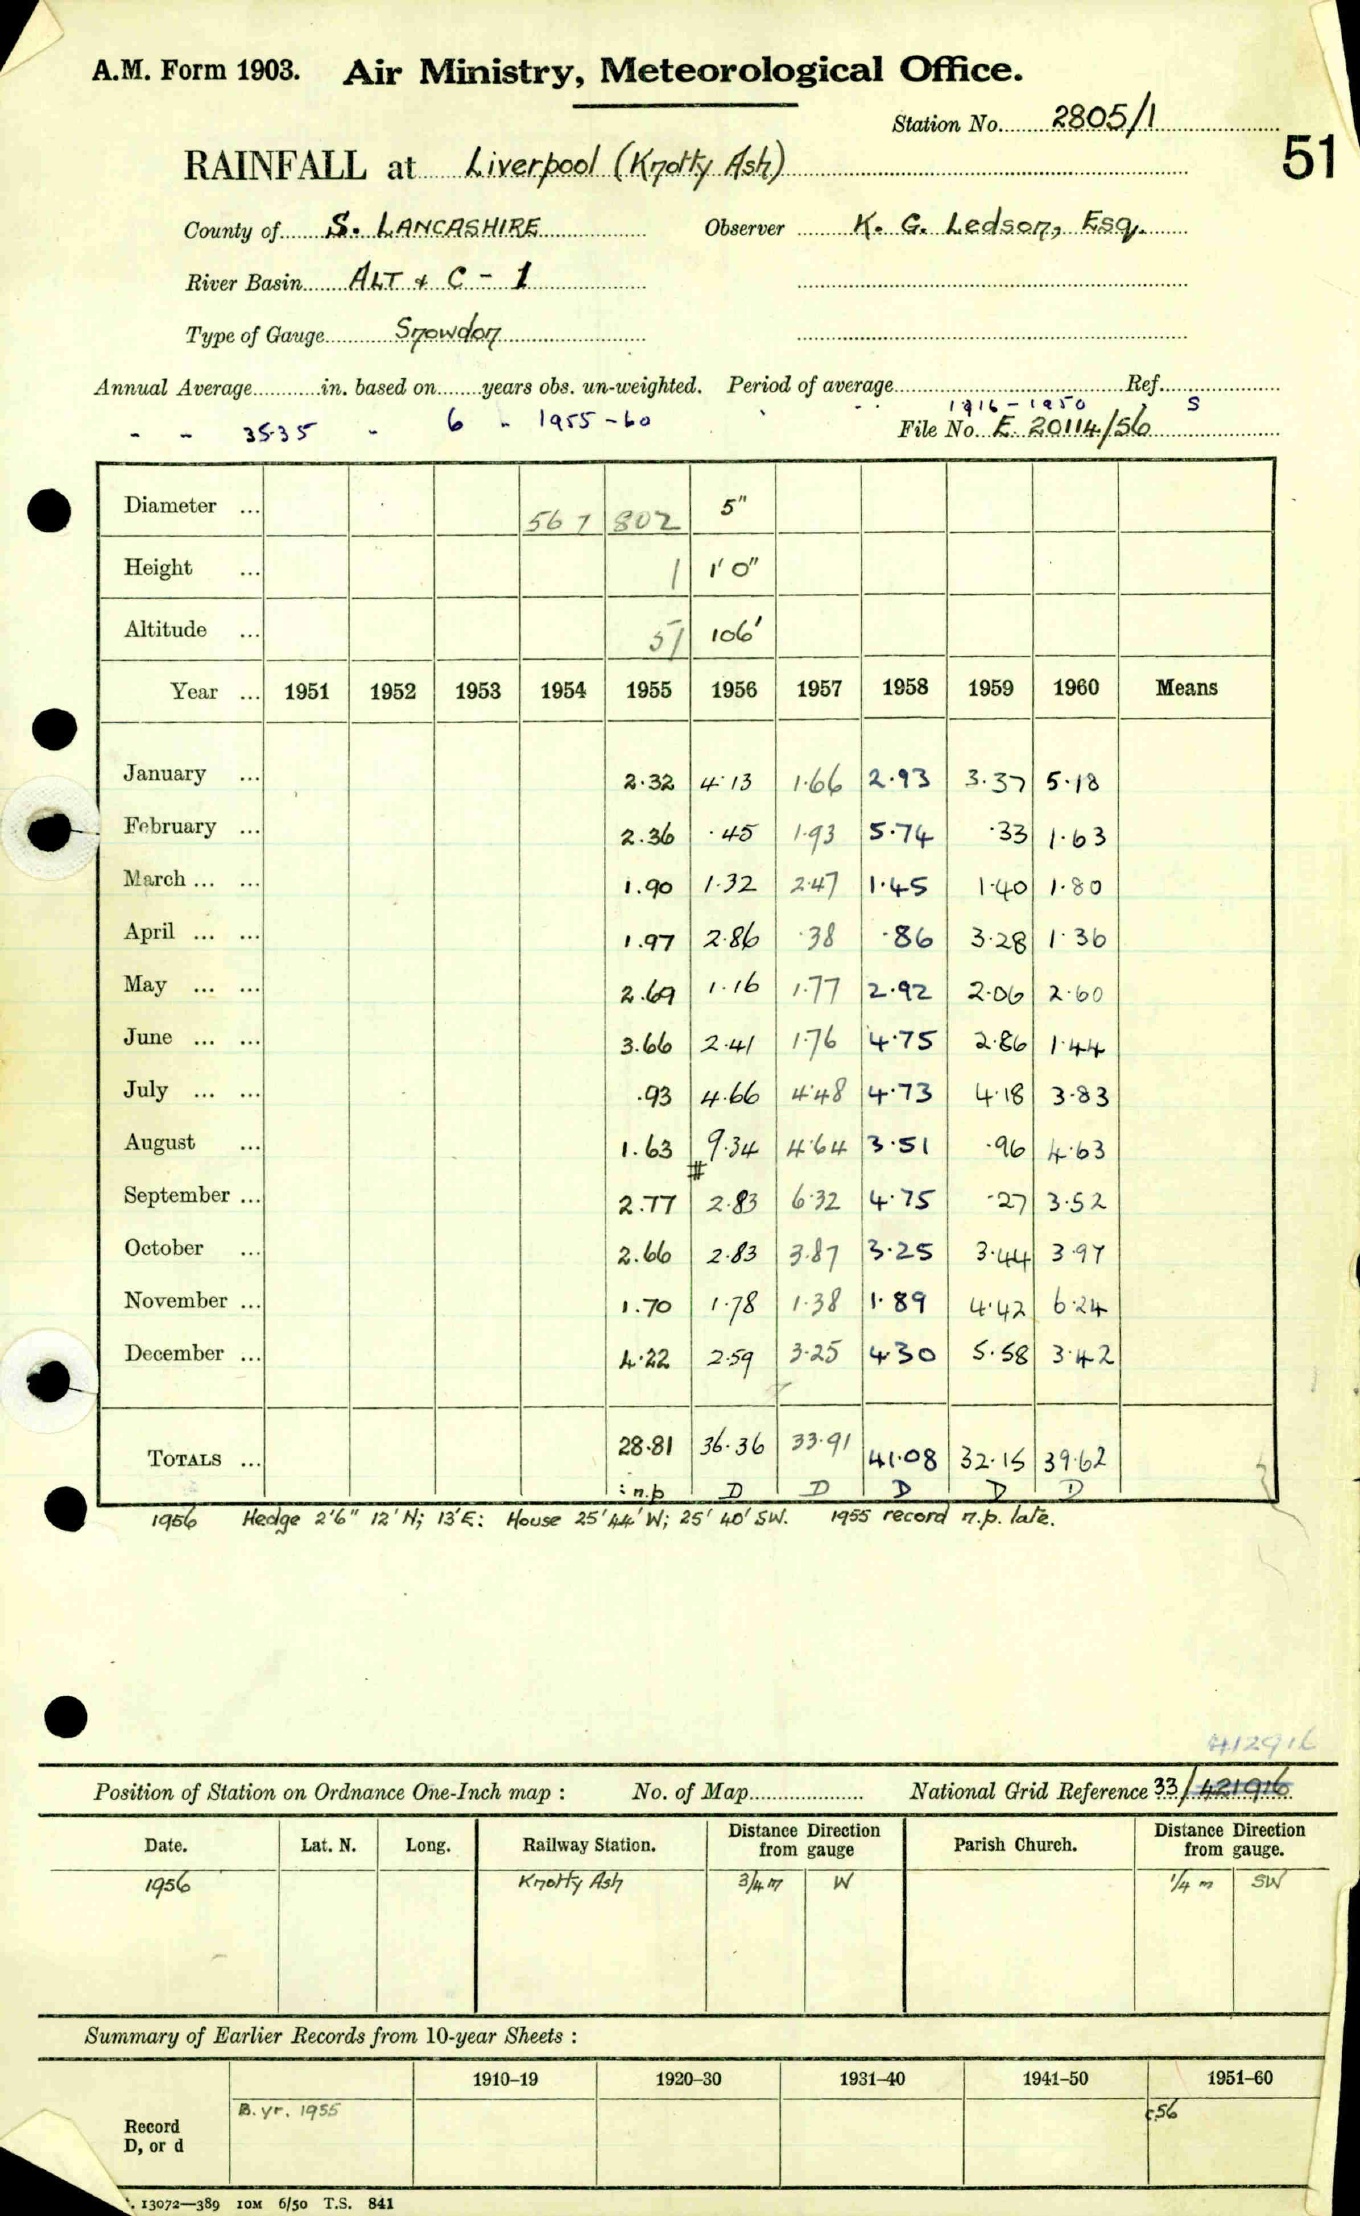 A.M. Form 1903. Air Ministry, Meteorological Office.
Station No. 2805/1
51
RAINFALL at Liverpool (Knotty Ash)
County of S. LANCASHIRE Observer K. G. Ledson, Esq.
River Basin ALT & C - 1
Type of Gauge Snowdon
Annual Average in. based on years obs. un-weighted. Period of average Ref.
1916-1950 S
- - 35.35 - 6 - 1955-60 File No. E. 20114/56
Diameter ... 567 802 5"
Height ... 1 1' 0"
Altitude ... 51 106'
Year ... 1951 1952 1953 1954 1955 1956 1957 1958 1959 1960 Means
January ... 2.32 4.13 1.66 2.93 3.37 5.18
February ... 2.36 .45 1.93 5.74 .33 1.63
March ... ... 1.90 1.32 2.47 1.45 1.40 1.80
April ... ... 1.97 2.86 .38 .86 3.28 1.36
May ... ... 2.69 1.16 1.77 2.92 2.06 2.60
June ... ... 3.66 2.41 1.76 4.75 2.86 1.44
July ... ... .93 4.66 4.48 4.73 4.18 3.83
August ... 1.63 9.34 4.64 3.51 .96 4.63
#
September ... 2.77 2.83 6.32 4.75 .27 3.52
October ... 2.66 2.83 3.87 3.25 3.44 3.97
November ... 1.70 1.78 1.38 1.89 4.42 6.24
December ... 4.22 2.59 3.25 4.30 5.58 3.42
TOTALS ... 28.81 36.36 33.91 41.08 32.15 39.62
: n.p D D D D D
1956 Hedge 2'6" 12'N; 13'E: House 25' 44'W; 25' 40'SW. 1955 record n.p. late.
412916
Position of Station on Ordnance One-Inch map : No. of Map National Grid Reference 33/421916
Date. Lat. N. Long. Railway Station. Distance Direction from gauge Parish Church. Distance Direction from gauge.
1956 Knotty Ash 3/4 m W 1/4 m SW
Summary of Earlier Records from 10-year Sheets :
1910–19 1920–30 1931–40 1941–50 1951–60
Record D, or d B. yr. 1955 c56
13072—389 10M 6/50 T.S. 841